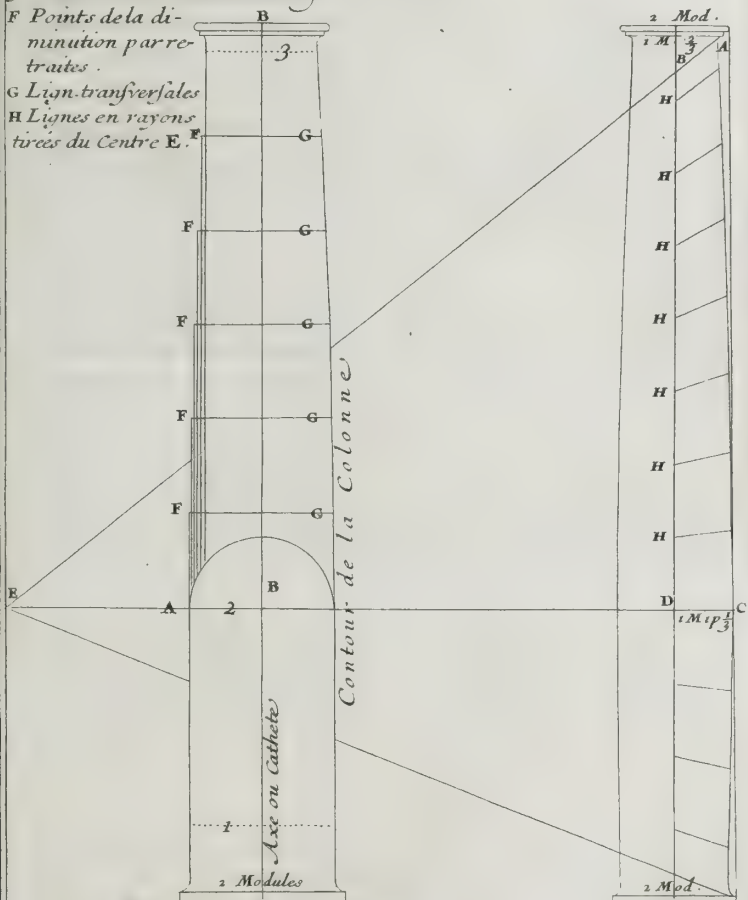 F Points de la di-
minution par re-
traites.
G Lign. tranſverſales
H Lignes en rayons
tirées du Centre E.
B
3
E F G
F G
F G
F G
F G
E
A 2 B
Contour de la Colonne
Axe ou Cathete
1
2 Modules
2 Mod.
1 M 2/3 A
B
H
H
H
H
H
H
H
D C
1 M 1 p 1/3
2 Mod.